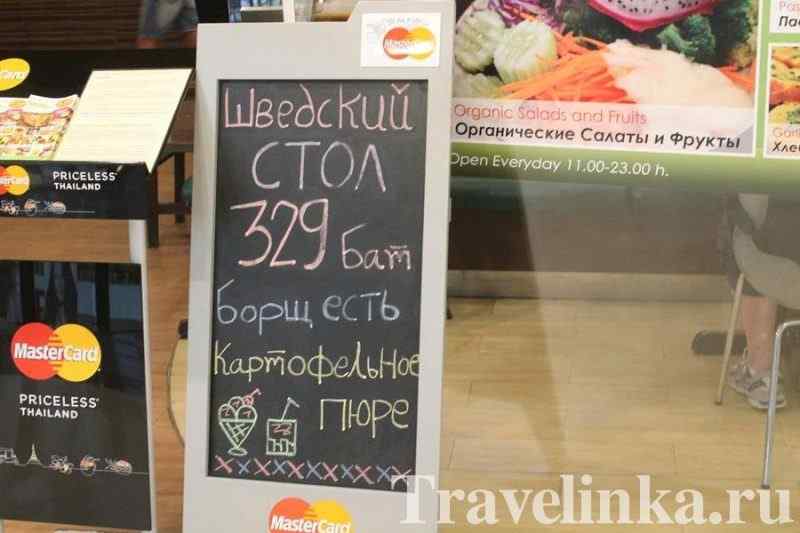 MasterCard
Шведский
СТОЛ
329 бат
борщ есть
Картофельное
пюре
MasterCard
PRICELESS
THAILAND
MasterCard
PRICELESS
THAILAND
MasterCard
Organic Salads and Fruits
Органические Салаты и Фрукты
Open Everyday 11.00-23.00 h.
Travelinka.ru